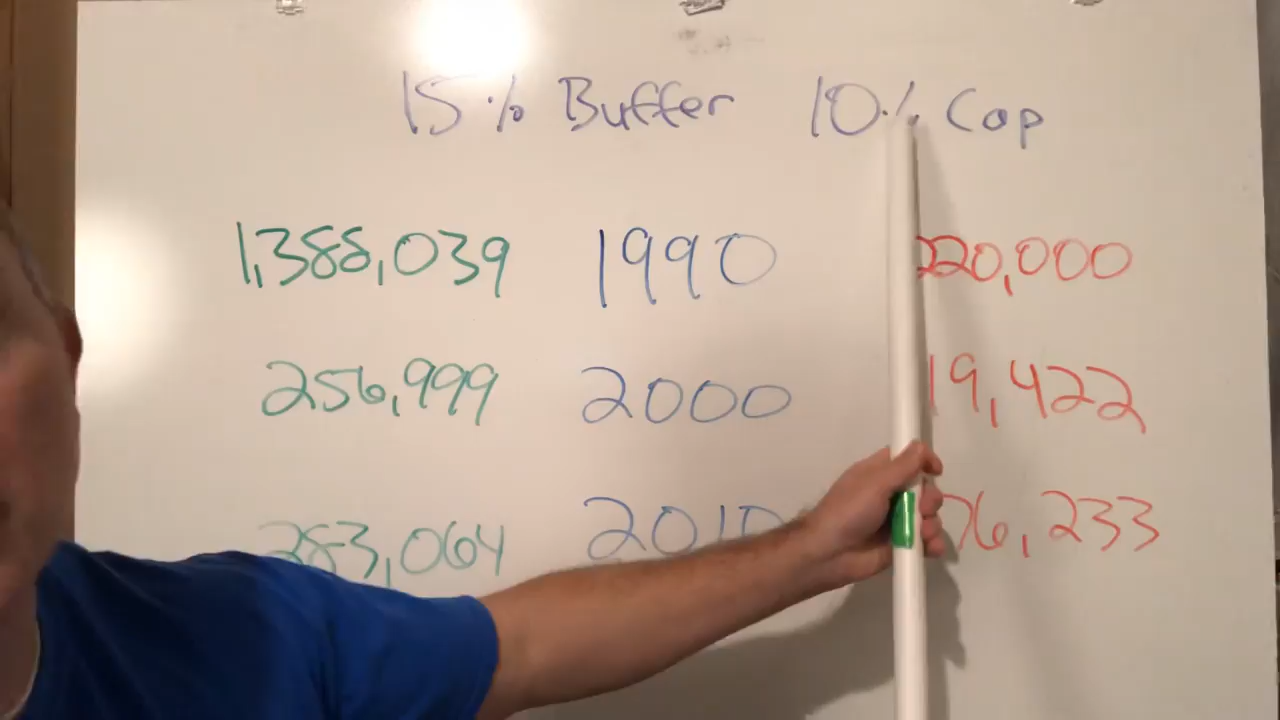 15% Buffer 10% Cap
1,388,039 1990 220,000
256,999 2000 19,422
283,064 2010 76,233